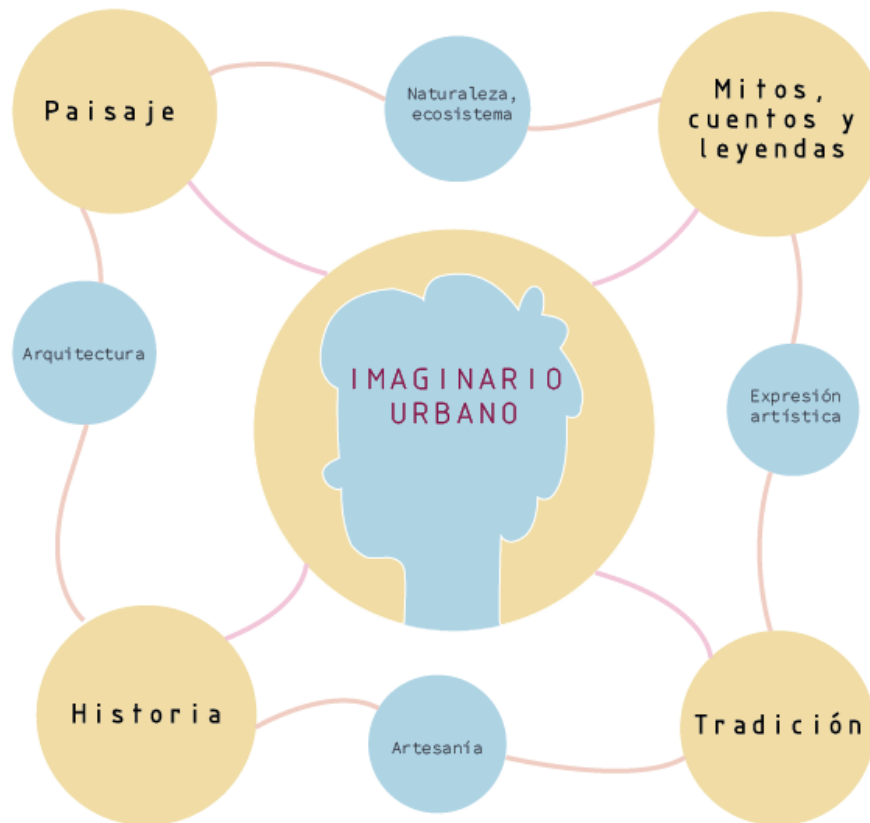 Paisaje
Naturaleza,
ecosistema
Mitos,
cuentos y
leyendas
Arquitectura
IMAGINARIO
URBANO
Expresión
artística
Historia
Artesanía
Tradición